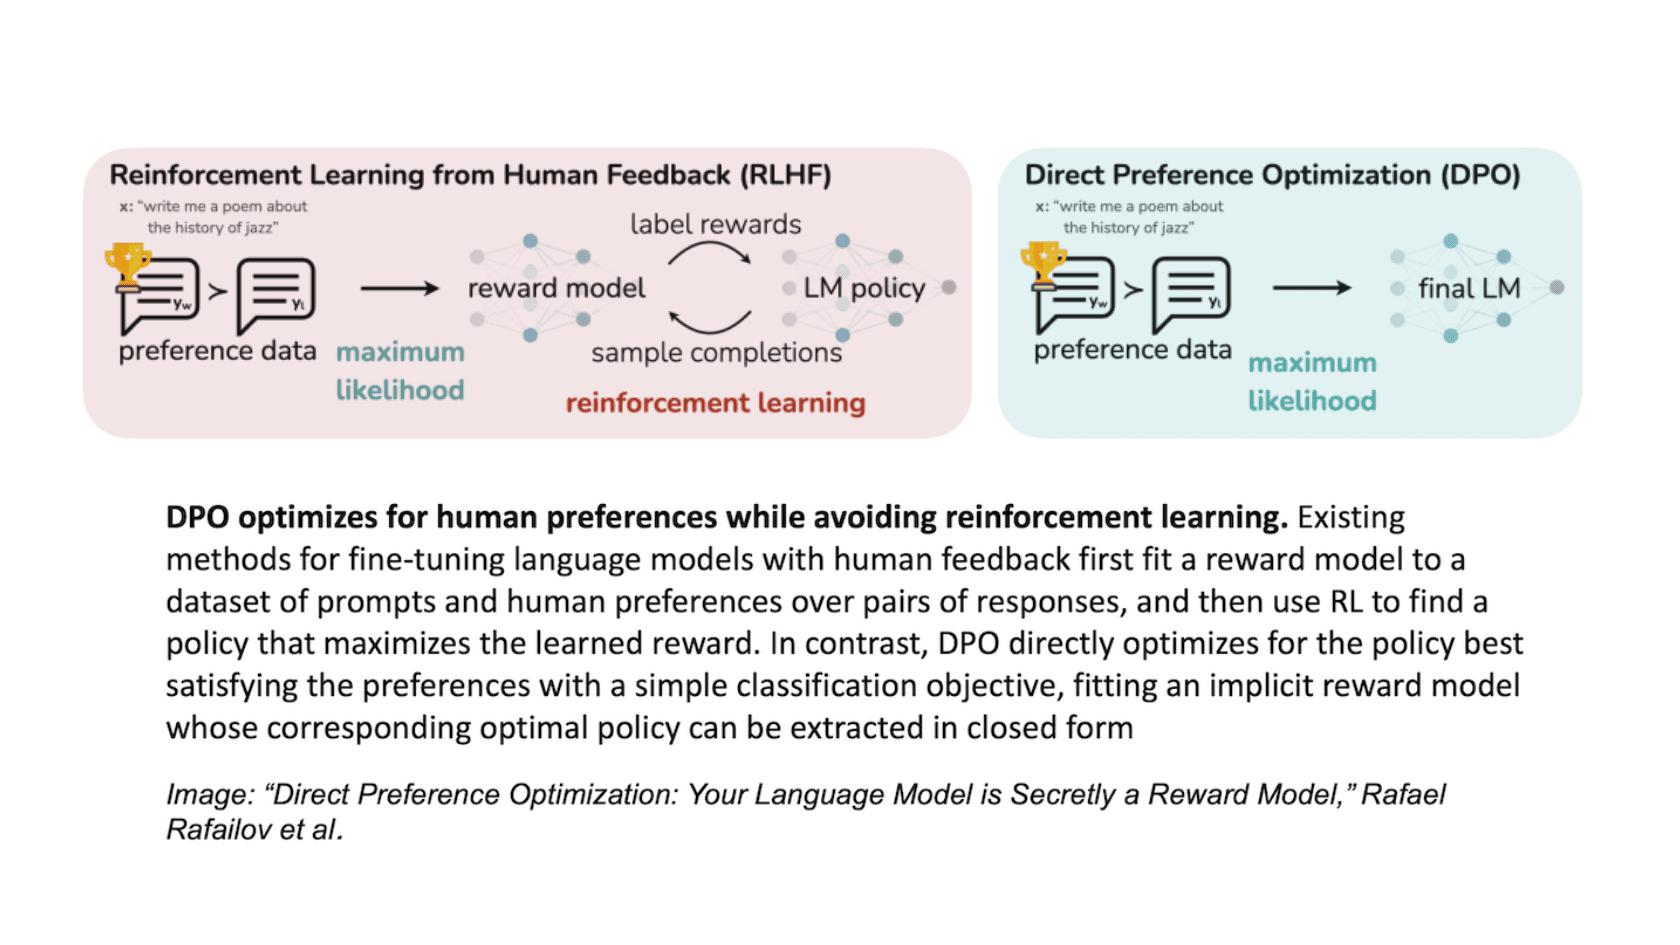 Reinforcement Learning from Human Feedback (RLHF)
x: “write me a poem about
the history of jazz”
label rewards
yw
>
yl
reward model
LM policy
preference data
maximum
likelihood
sample completions
reinforcement learning
Direct Preference Optimization (DPO)
x: “write me a poem about
the history of jazz”
yw
>
yl
final LM
preference data
maximum
likelihood
DPO optimizes for human preferences while avoiding reinforcement learning. Existing
methods for fine-tuning language models with human feedback first fit a reward model to a
dataset of prompts and human preferences over pairs of responses, and then use RL to find a
policy that maximizes the learned reward. In contrast, DPO directly optimizes for the policy best
satisfying the preferences with a simple classification objective, fitting an implicit reward model
whose corresponding optimal policy can be extracted in closed form
Image: “Direct Preference Optimization: Your Language Model is Secretly a Reward Model,” Rafael
Rafailov et al.